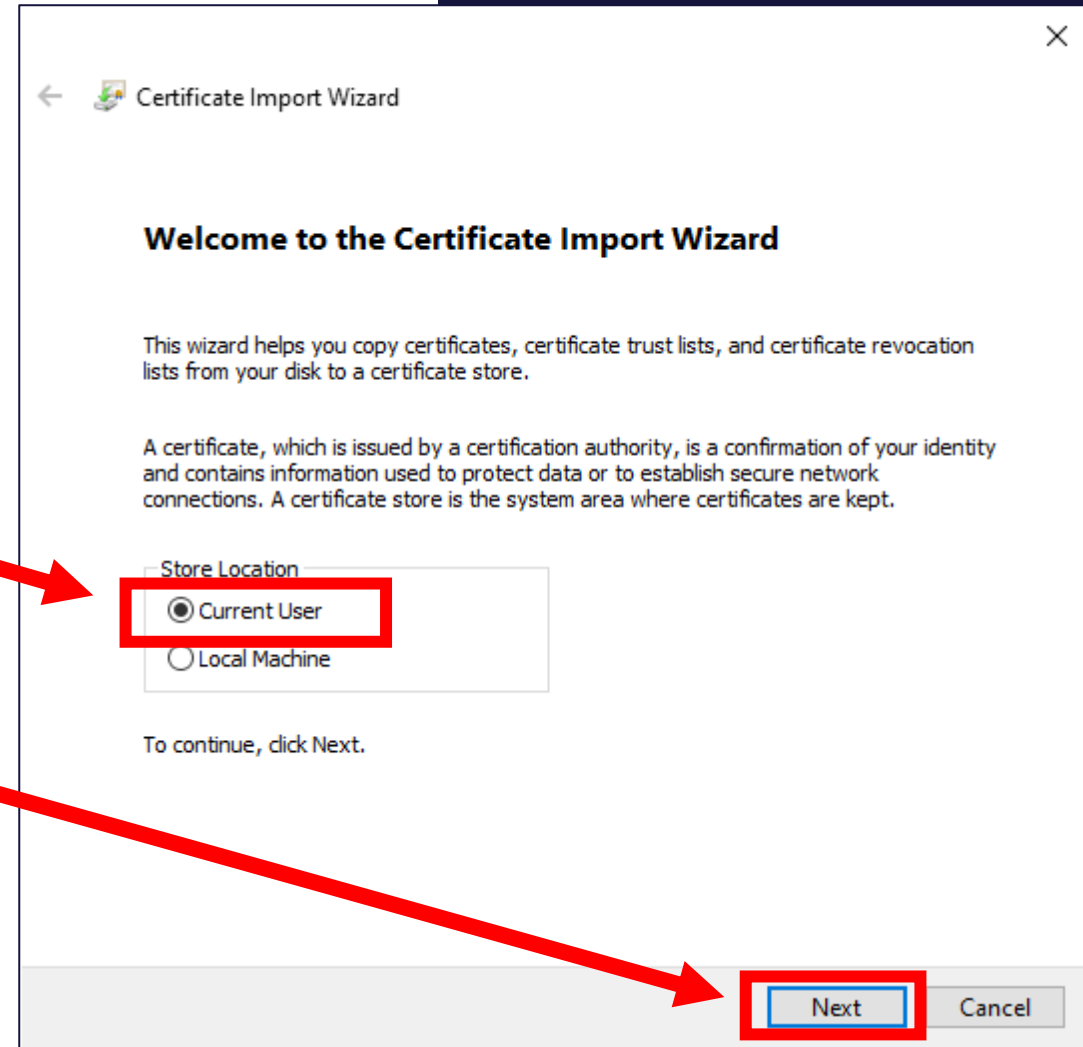 Certificate Import Wizard
Welcome to the Certificate Import Wizard
This wizard helps you copy certificates, certificate trust lists, and certificate revocation
lists from your disk to a certificate store.
A certificate, which is issued by a certification authority, is a confirmation of your identity
and contains information used to protect data or to establish secure network
connections. A certificate store is the system area where certificates are kept.
Store Location
Current User
Local Machine
To continue, click Next.
Next Cancel